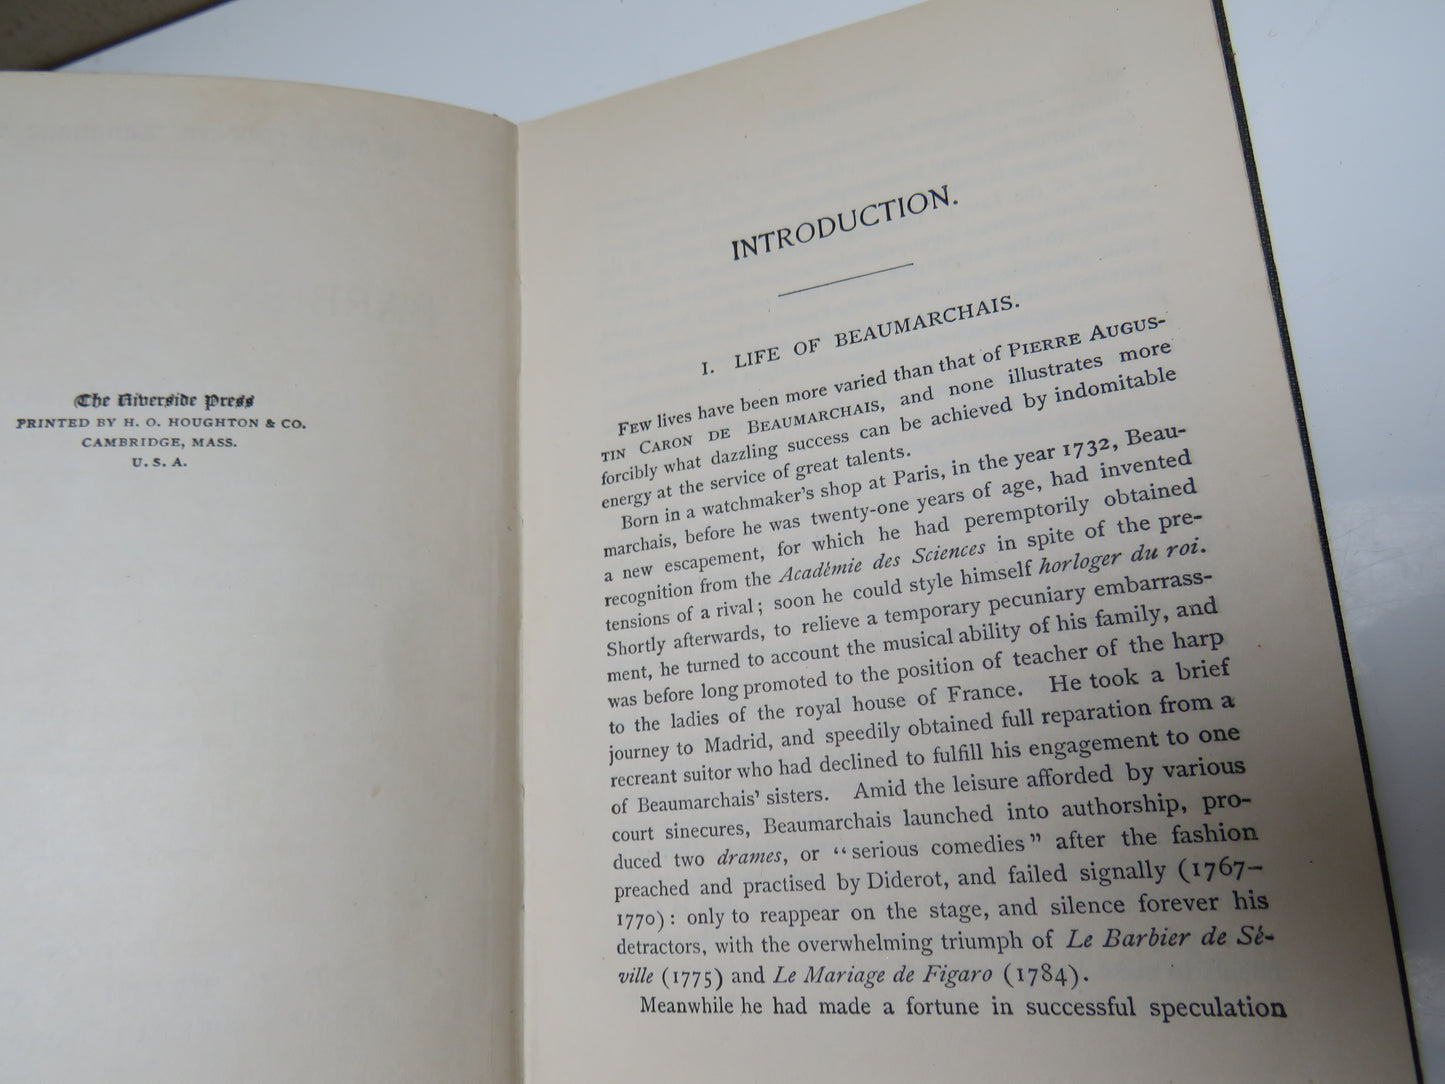 The Riverside Press
PRINTED BY H. O. HOUGHTON & CO.
CAMBRIDGE, MASS.
U. S. A.
INTRODUCTION.
I. LIFE OF BEAUMARCHAIS.
FEW lives have been more varied than that of PIERRE AUGUS-
TIN CARON DE BEAUMARCHAIS, and none illustrates more
forcibly what dazzling success can be achieved by indomitable
energy at the service of great talents.
Born in a watchmaker's shop at Paris, in the year 1732, Beau-
marchais, before he was twenty-one years of age, had invented
a new escapement, for which he had peremptorily obtained
recognition from the Académie des Sciences in spite of the pre-
tensions of a rival; soon he could style himself horloger du roi.
Shortly afterwards, to relieve a temporary pecuniary embarrass-
ment, he turned to account the musical ability of his family, and
was before long promoted to the position of teacher of the harp
to the ladies of the royal house of France. He took a brief
journey to Madrid, and speedily obtained full reparation from a
recreant suitor who had declined to fulfill his engagement to one
of Beaumarchais' sisters. Amid the leisure afforded by various
court sinecures, Beaumarchais launched into authorship, pro-
duced two drames, or "serious comedies" after the fashion
preached and practised by Diderot, and failed signally (1767–
1770): only to reappear on the stage, and silence forever his
detractors, with the overwhelming triumph of Le Barbier de Sé-
ville (1775) and Le Mariage de Figaro (1784).
Meanwhile he had made a fortune in successful speculation